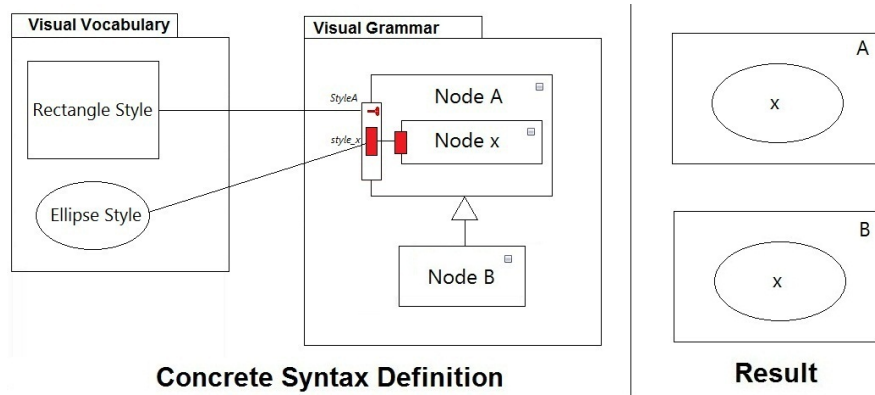 Visual Vocabulary
Rectangle Style
Ellipse Style
Visual Grammar
StyleA
style_x
Node A
Node x
Node B
Concrete Syntax Definition
A
x
B
x
Result